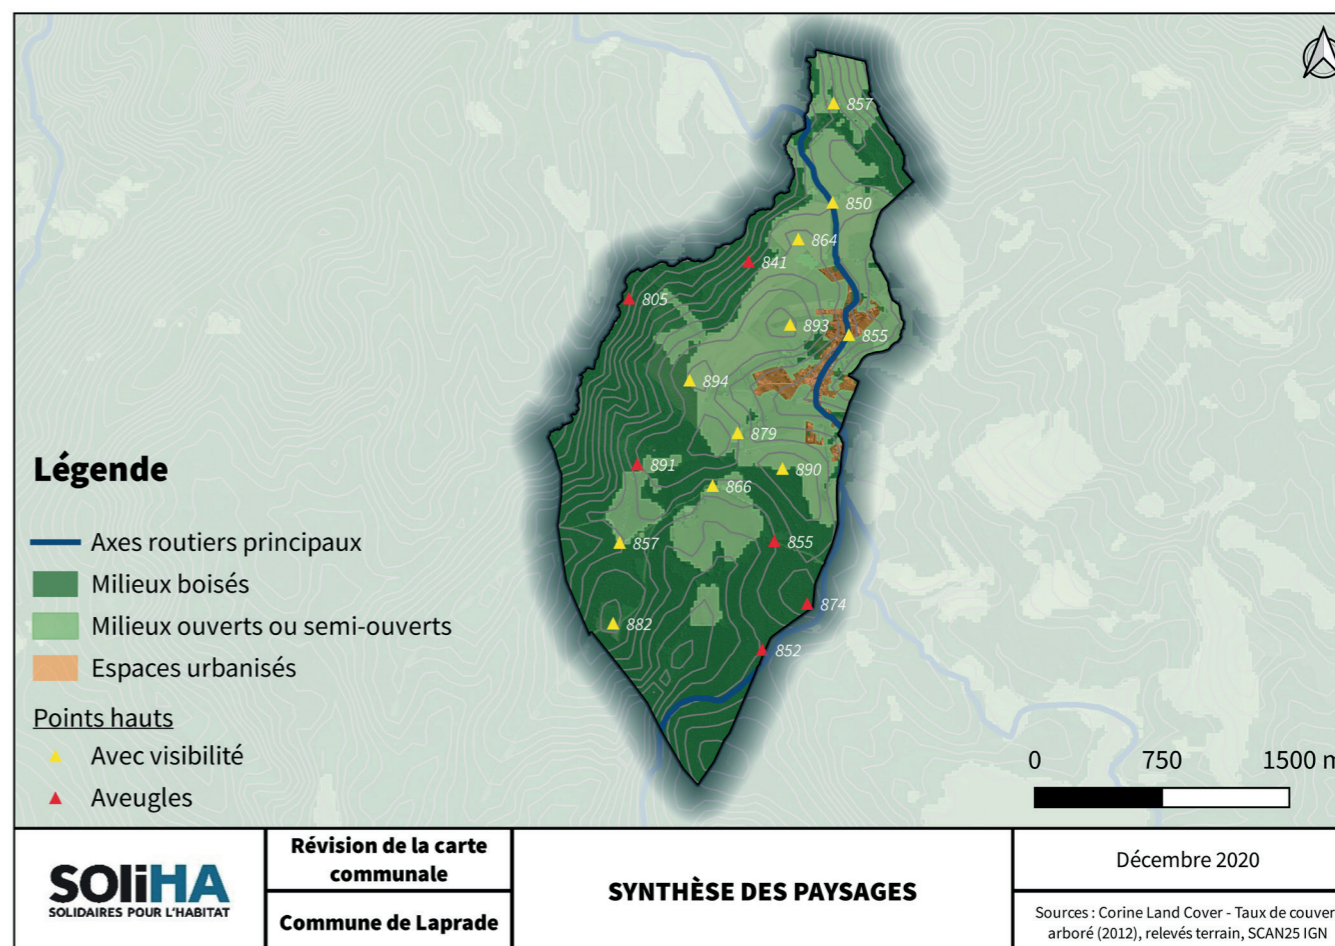 857
850
864
841
805
893
855
894
879
891
890
866
857
855
874
882
852
Légende
Axes routiers principaux
Milieux boisés
Milieux ouverts ou semi-ouverts
Espaces urbanisés
Points hauts
Avec visibilité
Aveugles
0 750 1500 m
SOLiHA
SOLIDAIRES POUR L'HABITAT
Révision de la carte
communale
Commune de Laprade
SYNTHÈSE DES PAYSAGES
Décembre 2020
Sources : Corine Land Cover - Taux de couver
arboré (2012), relevés terrain, SCAN25 IGN